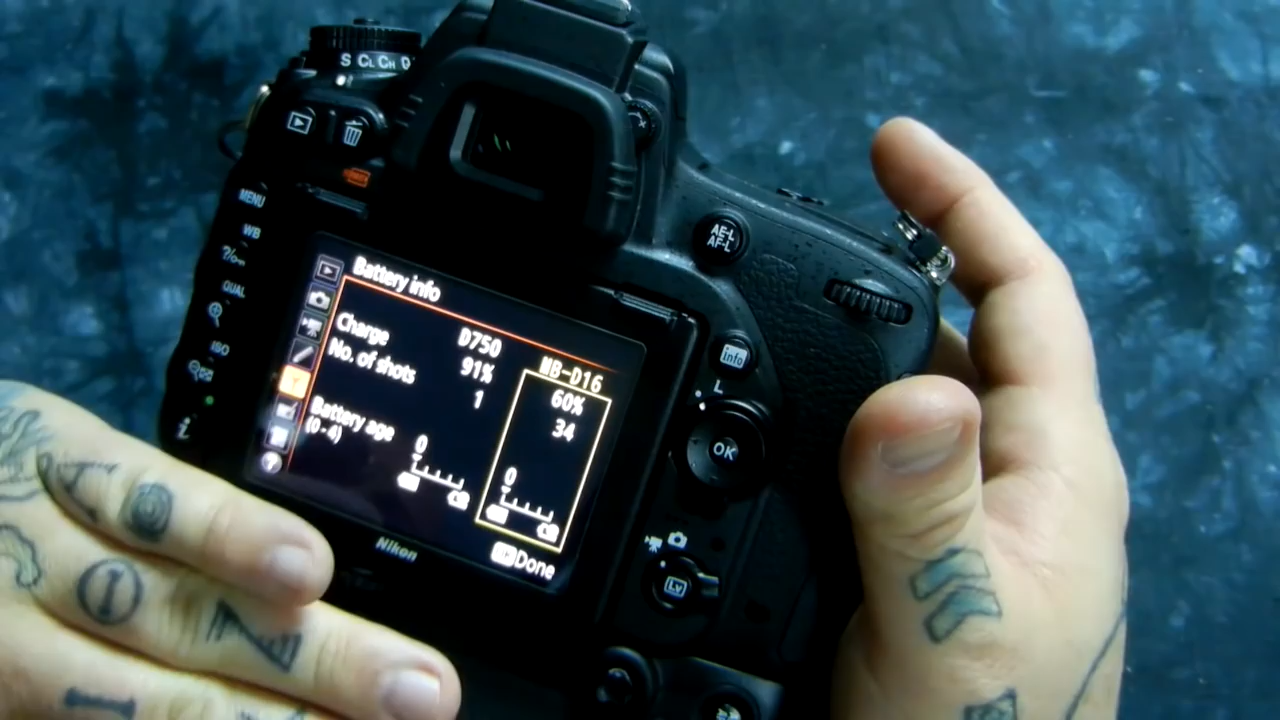 S CL CH Q
MENU
WB
QUAL
ISO
i
AE-L
AF-L
info
L
OK
Lv
Battery info
D750 MB-D16
Charge 91% 60%
No. of shots 1 34
Battery age 0 0
(0-4)
OK Done
Nikon